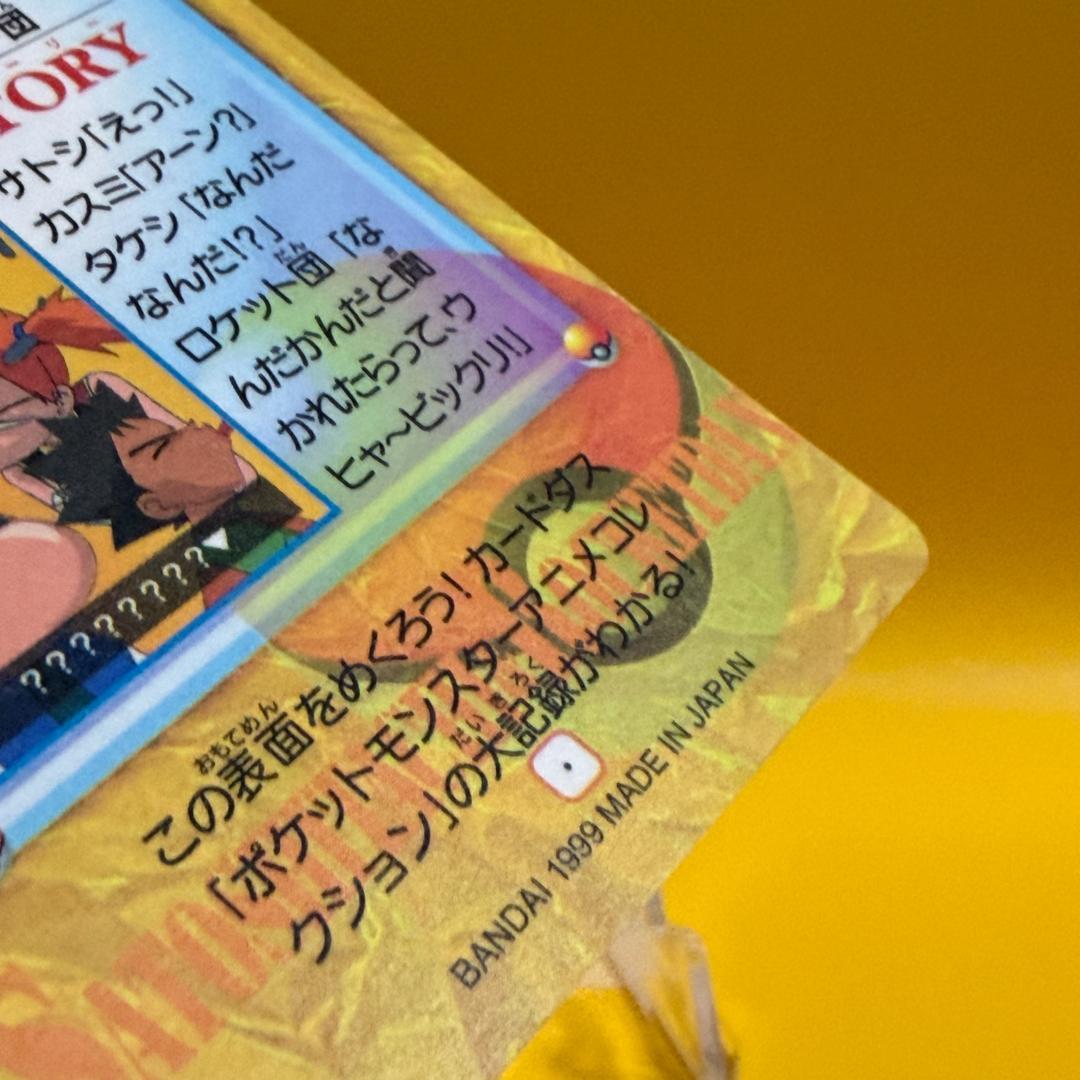 団
TORY
サトシ「えっ!」
カスミ「アーン?」
タケシ「なんだ
なんだ!?」
ロケット団「な
んだかんだと聞
かれたらって、ウ
ヒャ〜ビックリ!」
????????▼
この表面をめくろう! カードダス
「ポケットモンスターアニメコレ
クション」の大記録がわかる!
BANDAI 1999 MADE IN JAPAN